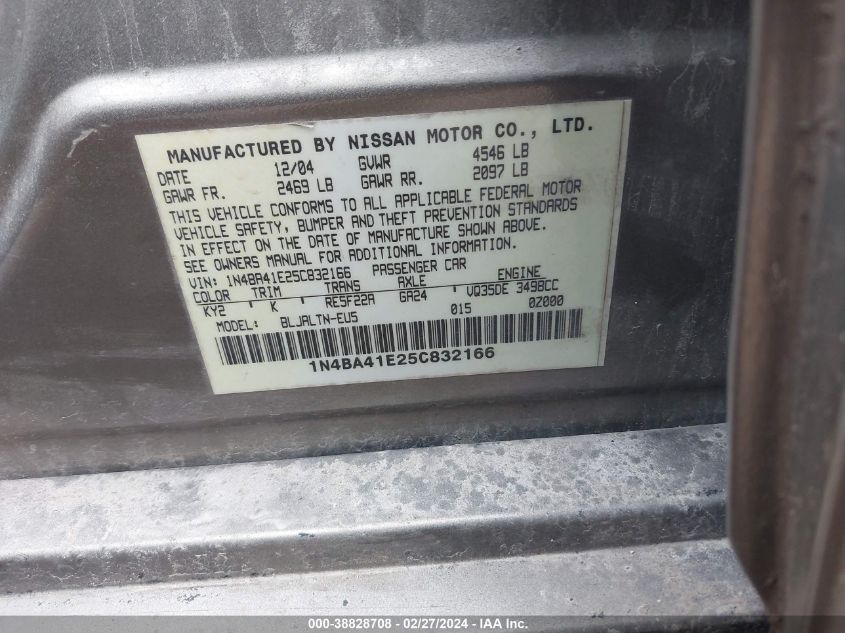 MANUFACTURED BY NISSAN MOTOR CO., LTD.
DATE 12/04 GVWR 4546 LB
GAWR FR. 2469 LB GAWR RR. 2097 LB
THIS VEHICLE CONFORMS TO ALL APPLICABLE FEDERAL MOTOR
VEHICLE SAFETY, BUMPER AND THEFT PREVENTION STANDARDS
IN EFFECT ON THE DATE OF MANUFACTURE SHOWN ABOVE.
SEE OWNERS MANUAL FOR ADDITIONAL INFORMATION.
VIN: 1N4BA41E25C832166 PASSENGER CAR
COLOR TRIM TRANS AXLE ENGINE
KY2 K RE5F22A GA24 VQ35DE 3498CC
MODEL: BLJALTN-EU5 015 0Z000
1N4BA41E25C832166
000-38828708 - 02/27/2024 - IAA Inc.